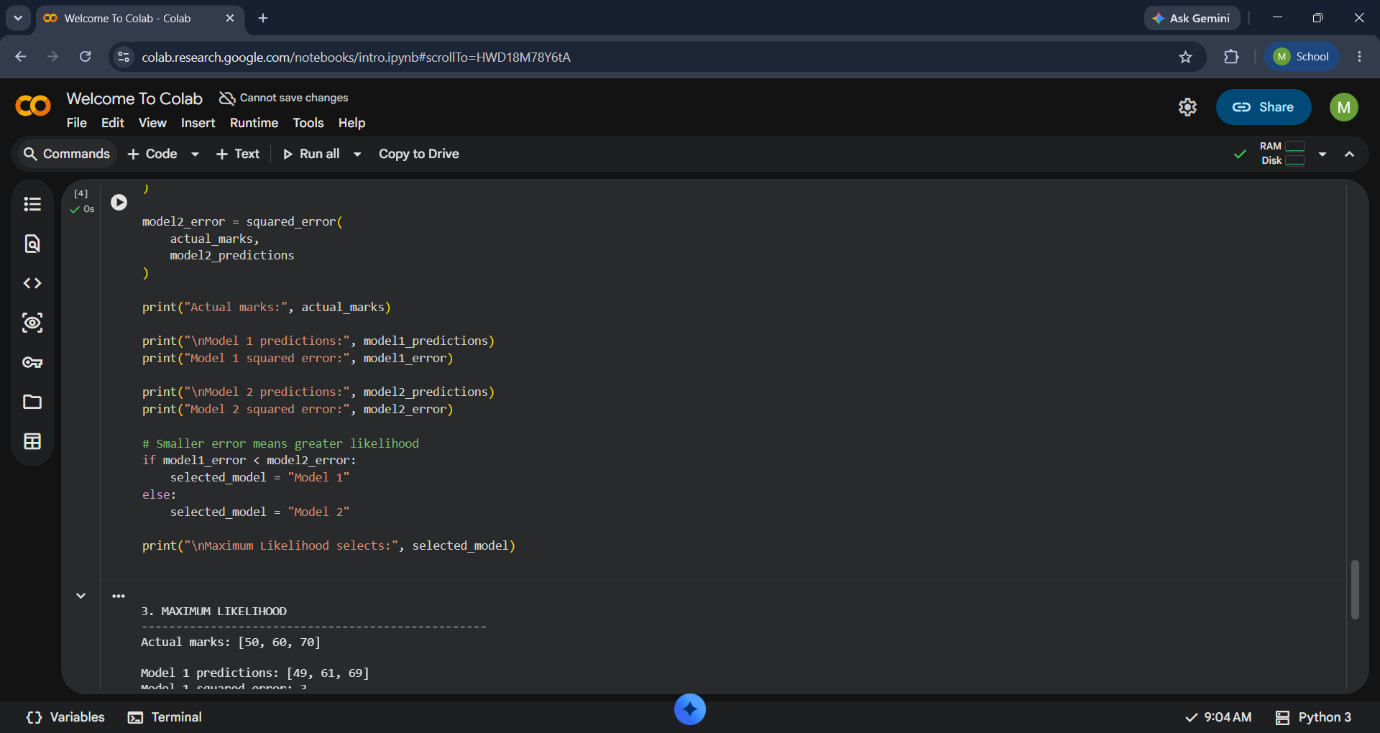 Welcome To Colab - Colab
Ask Gemini
colab.research.google.com/notebooks/intro.ipynb#scrollTo=HWD18M78Y6tA
M School
Welcome To Colab Cannot save changes
File Edit View Insert Runtime Tools Help
Share
M
Commands + Code + Text Run all Copy to Drive
RAM
Disk
[4]
0s
)
model2_error = squared_error(
    actual_marks,
    model2_predictions
)
print("Actual marks:", actual_marks)
print("\nModel 1 predictions:", model1_predictions)
print("Model 1 squared error:", model1_error)
print("\nModel 2 predictions:", model2_predictions)
print("Model 2 squared error:", model2_error)
# Smaller error means greater likelihood
if model1_error < model2_error:
    selected_model = "Model 1"
else:
    selected_model = "Model 2"
print("\nMaximum Likelihood selects:", selected_model)
3. MAXIMUM LIKELIHOOD
--------------------------------------------------
Actual marks: [50, 60, 70]
Model 1 predictions: [49, 61, 69]
Model 1 squared error: 3
{} Variables Terminal
9:04 AM Python 3